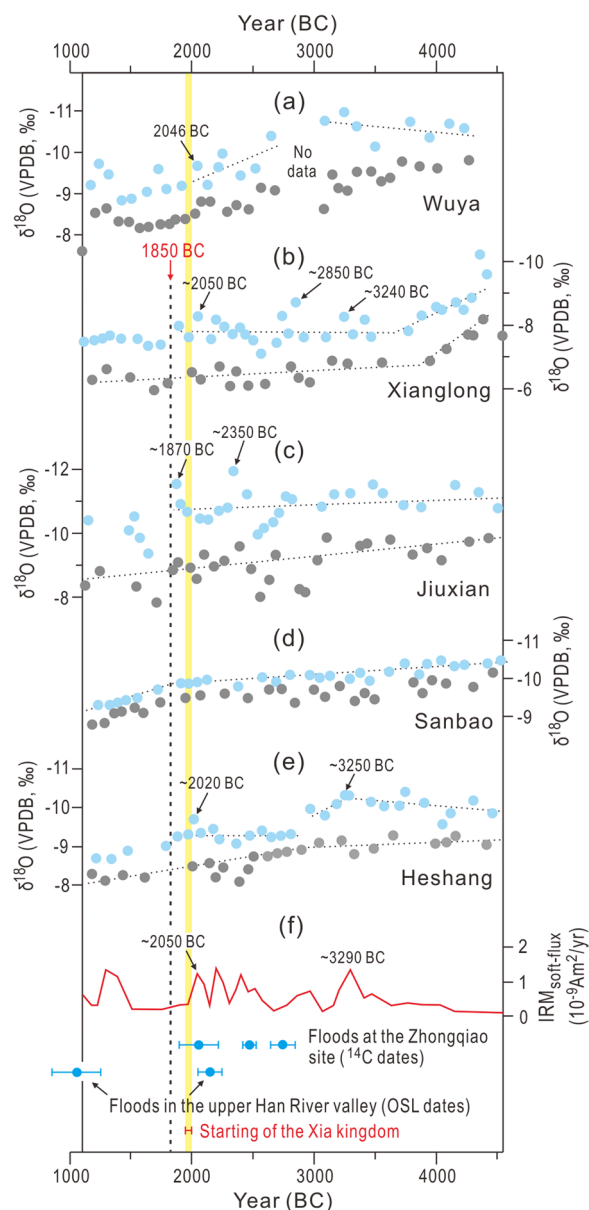 Year (BC)
1000 2000 3000 4000
(a)
-11
-10
-9
-8
δ18O (VPDB, ‰)
2046 BC
No
data
Wuya
1850 BC
(b)
-10
-8
-6
δ18O (VPDB, ‰)
~2050 BC
~2850 BC
~3240 BC
Xianglong
(c)
-12
-10
-8
δ18O (VPDB, ‰)
~1870 BC
~2350 BC
Jiuxian
(d)
-11
-10
-9
δ18O (VPDB, ‰)
Sanbao
(e)
-11
-10
-9
-8
δ18O (VPDB, ‰)
~2020 BC
~3250 BC
Heshang
(f)
2
1
0
IRMsoft-flux
(10-9Am2/yr)
~2050 BC
~3290 BC
Floods at the Zhongqiao
site (14C dates)
Floods in the upper Han River valley (OSL dates)
Starting of the Xia kingdom
1000 2000 3000 4000
Year (BC)